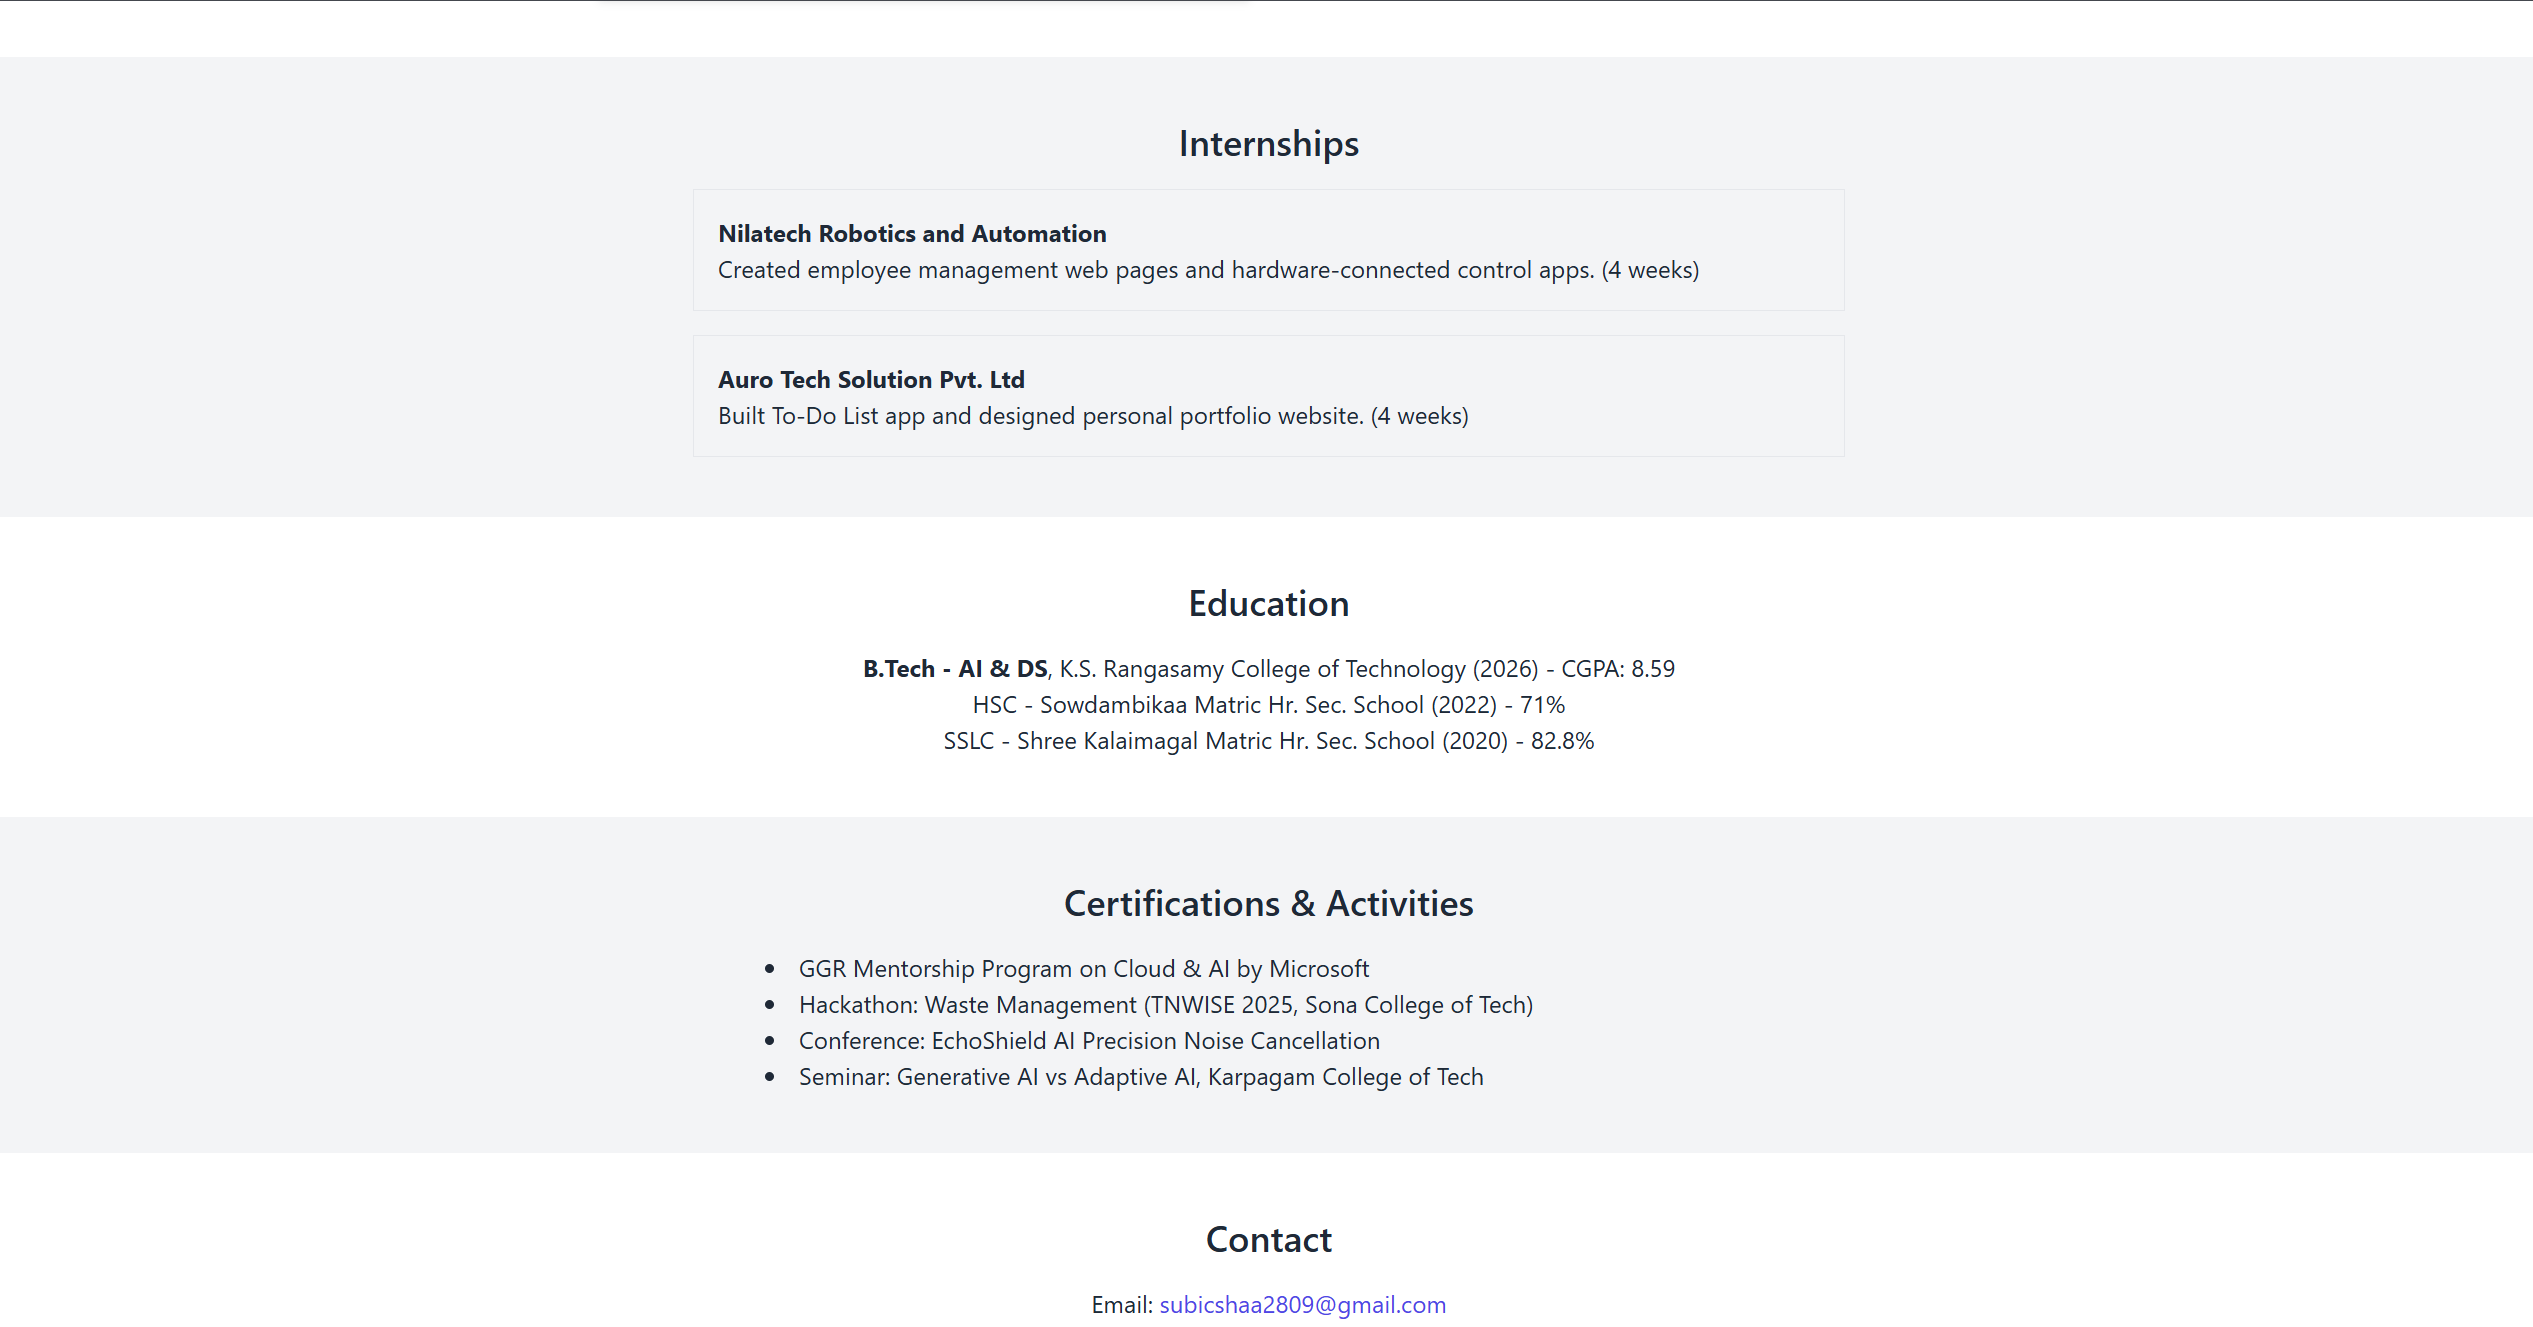 Internships
Nilatech Robotics and Automation
Created employee management web pages and hardware-connected control apps. (4 weeks)
Auro Tech Solution Pvt. Ltd
Built To-Do List app and designed personal portfolio website. (4 weeks)
Education
B.Tech - AI & DS, K.S. Rangasamy College of Technology (2026) - CGPA: 8.59
HSC - Sowdambikaa Matric Hr. Sec. School (2022) - 71%
SSLC - Shree Kalaimagal Matric Hr. Sec. School (2020) - 82.8%
Certifications & Activities
• GGR Mentorship Program on Cloud & AI by Microsoft
• Hackathon: Waste Management (TNWISE 2025, Sona College of Tech)
• Conference: EchoShield AI Precision Noise Cancellation
• Seminar: Generative AI vs Adaptive AI, Karpagam College of Tech
Contact
Email: subicshaa2809@gmail.com